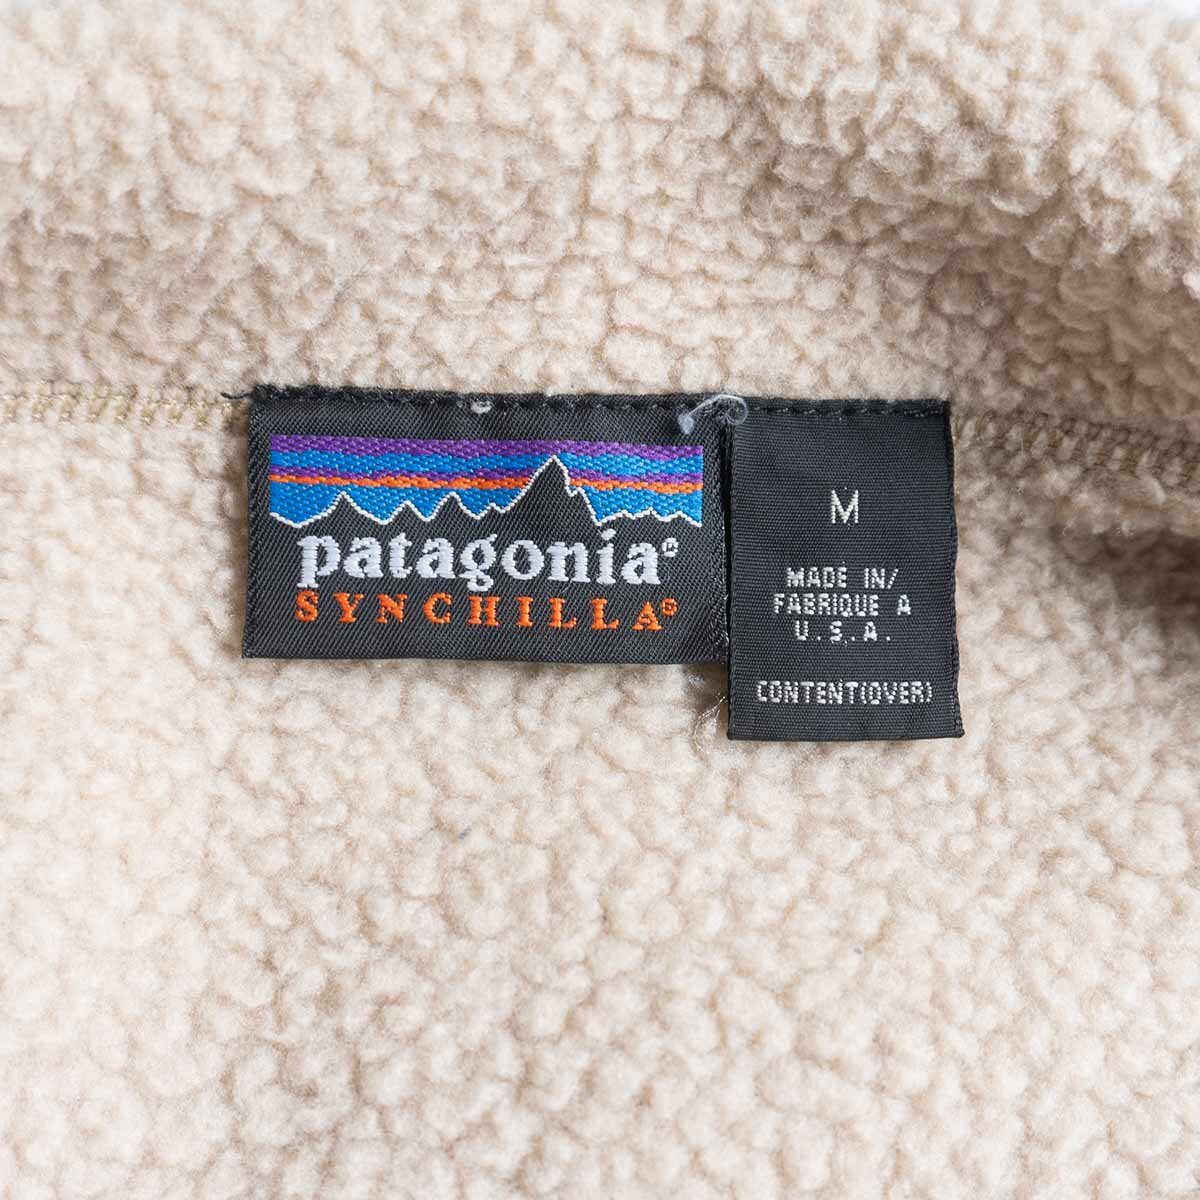 patagonia®
SYNCHILLA®
M
MADE IN/
FABRIQUE A
U.S.A.
CONTENT(OVER)